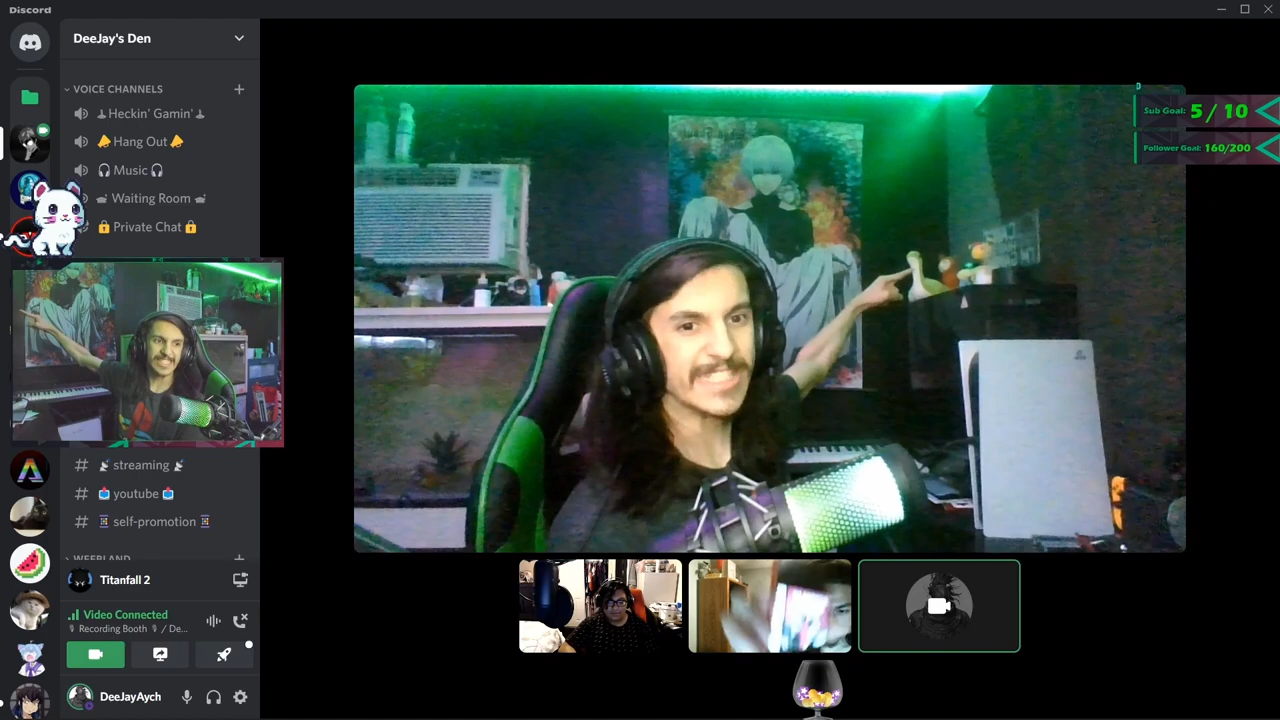 Discord
DeeJay's Den
VOICE CHANNELS
Heckin' Gamin'
Hang Out
Music
Waiting Room
Private Chat
streaming
youtube
self-promotion
WEEBLAND
Titanfall 2
Video Connected
Recording Booth / De...
DeeJayAych
Sub Goal: 5 / 10
Follower Goal: 160/200